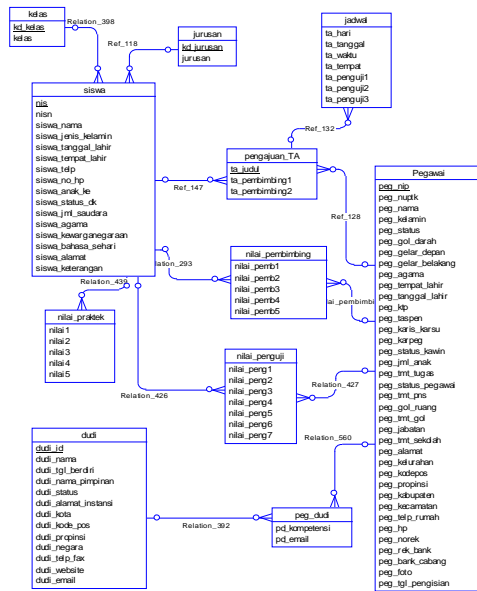 kelas
kd_kelas
kelas
Relation_398
Ref_118
jurusan
kd_jurusan
jurusan
jadwal
ta_hari
ta_tanggal
ta_waktu
ta_tempat
ta_penguji1
ta_penguji2
ta_penguji3
Ref_132
siswa
nis
nisn
siswa_nama
siswa_jenis_kelamin
siswa_tanggal_lahir
siswa_tempat_lahir
siswa_telp
siswa_no_hp
siswa_anak_ke
siswa_status_dk
siswa_jml_saudara
siswa_agama
siswa_kewarganegaraan
siswa_bahasa_sehari
siswa_alamat
siswa_keterangan
Ref_147
pengajuan_TA
ta_judul
ta_pembimbing1
ta_pembimbing2
Ref_128
Relation_293
nilai_pembimbing
nilai_pemb1
nilai_pemb2
nilai_pemb3
nilai_pemb4
nilai_pemb5
ai_pembimbi
Relation_439
nilai_praktek
nilai1
nilai2
nilai3
nilai4
nilai5
Relation_426
nilai_penguji
nilai_peng1
nilai_peng2
nilai_peng3
nilai_peng4
nilai_peng5
nilai_peng6
nilai_peng7
Relation_427
Relation_560
dudi
dudi_id
dudi_nama
dudi_tgl_berdiri
dudi_nama_pimpinan
dudi_status
dudi_alamat_instansi
dudi_kota
dudi_kode_pos
dudi_propinsi
dudi_negara
dudi_telp_fax
dudi_website
dudi_email
Relation_392
peg_dudi
pd_kompetensi
pd_email
Pegawai
peg_nip
peg_nuptk
peg_nama
peg_kelamin
peg_status
peg_gol_darah
peg_gelar_depan
peg_gelar_belakang
peg_agama
peg_tempat_lahir
peg_tanggal_lahir
peg_ktp
peg_taspen
peg_karis_karsu
peg_karpeg
peg_status_kawin
peg_jml_anak
peg_tmt_tugas
peg_status_pegawai
peg_tmt_pns
peg_gol_ruang
peg_tmt_gol
peg_jabatan
peg_tmt_sekolah
peg_alamat
peg_kelurahan
peg_kodepos
peg_propinsi
peg_kabupaten
peg_kecamatan
peg_telp_rumah
peg_hp
peg_norek
peg_rek_bank
peg_bank_cabang
peg_foto
peg_tgl_pengisian